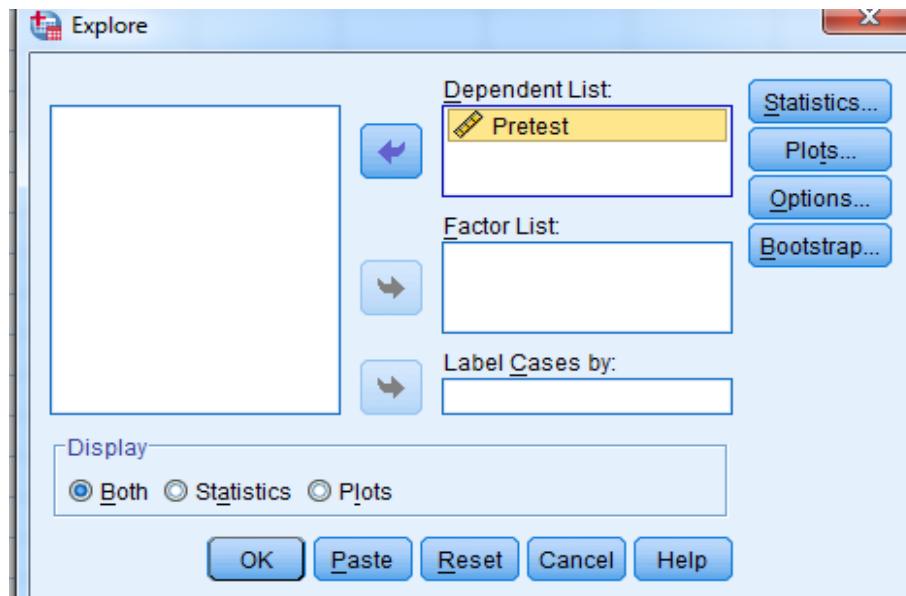 Explore
X
Dependent List:
Pretest
Statistics...
Plots...
Options...
Bootstrap...
Factor List:
Label Cases by:
Display
Both Statistics Plots
OK Paste Reset Cancel Help